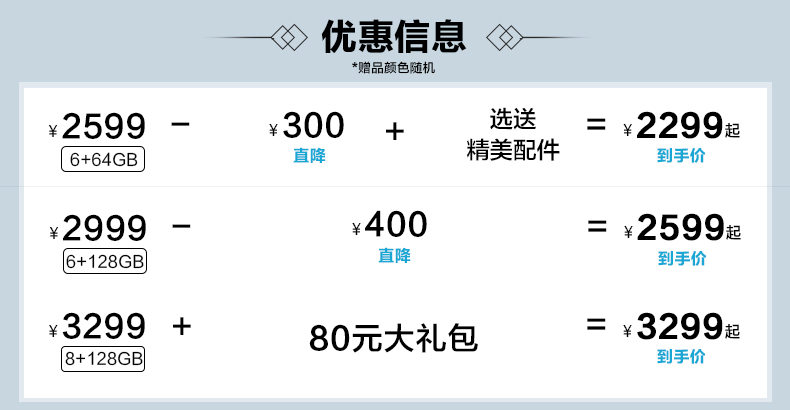 优惠信息
*赠品颜色随机
¥2599 − ¥300 + 选送 = ¥2299起
6+64GB 直降 精美配件 到手价
¥2999 − ¥400 = ¥2599起
6+128GB 直降 到手价
¥3299 + 80元大礼包 = ¥3299起
8+128GB 到手价